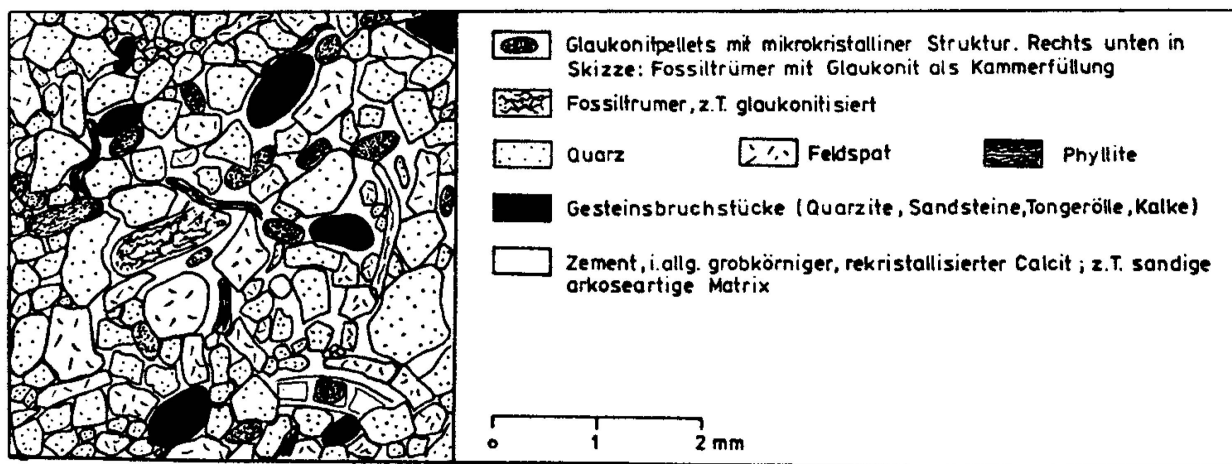 Glaukonitpellets mit mikrokristalliner Struktur. Rechts unten in
Skizze: Fossiltrümer mit Glaukonit als Kammerfüllung
Fossiltrumer, z.T. glaukonitisiert
Quarz Feldspat Phyllite
Gesteinsbruchstücke (Quarzite, Sandsteine, Tongerölle, Kalke)
Zement, i.allg. grobkörniger, rekristallisierter Calcit; z.T. sandige
arkoseartige Matrix
0 1 2 mm